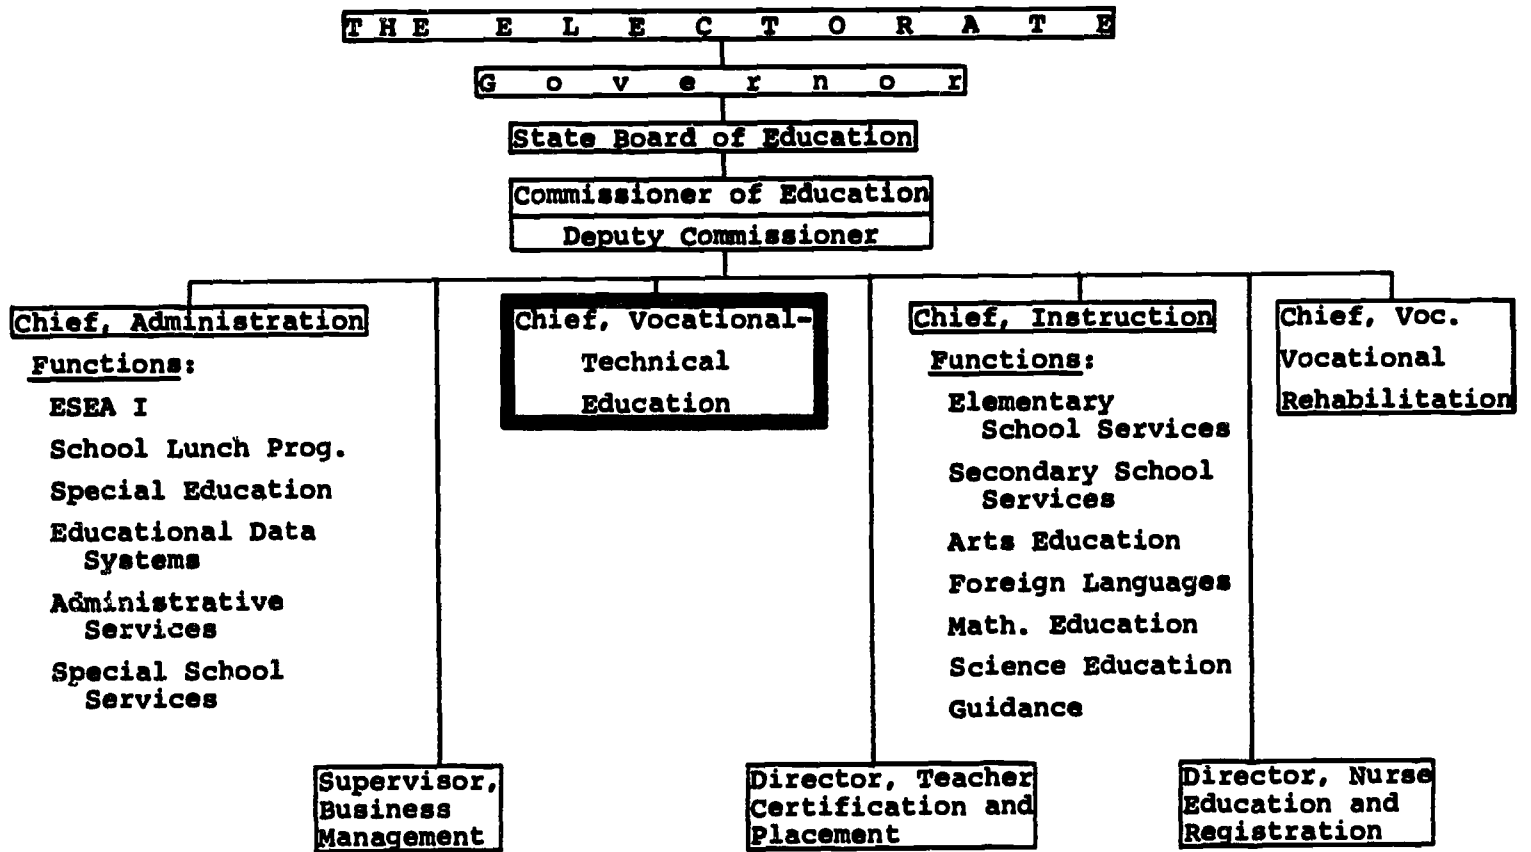 THE ELECTORATE
Governor
State Board of Education
Commissioner of Education
Deputy Commissioner
Chief, Administration
Functions:
ESEA I
School Lunch Prog.
Special Education
Educational Data
Systems
Administrative
Services
Special School
Services
Chief, Vocational-
Technical
Education
Chief, Instruction
Functions:
Elementary
School Services
Secondary School
Services
Arts Education
Foreign Languages
Math. Education
Science Education
Guidance
Chief, Voc.
Vocational
Rehabilitation
Supervisor,
Business
Management
Director, Teacher
Certification and
Placement
Director, Nurse
Education and
Registration